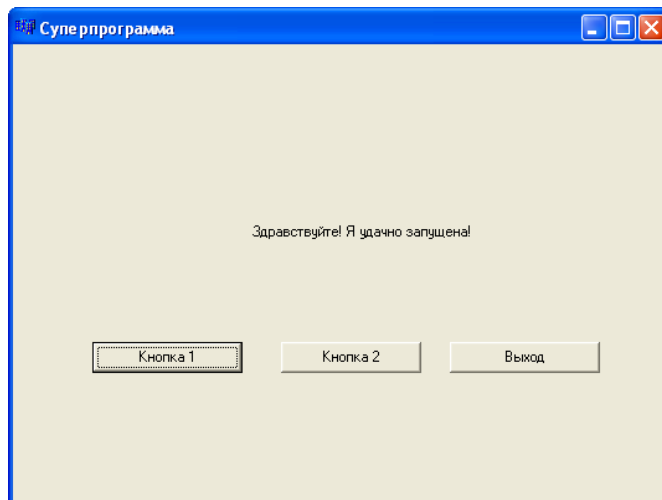 Суперпрограмма
Здравствуйте! Я удачно запущена!
Кнопка 1 Кнопка 2 Выход